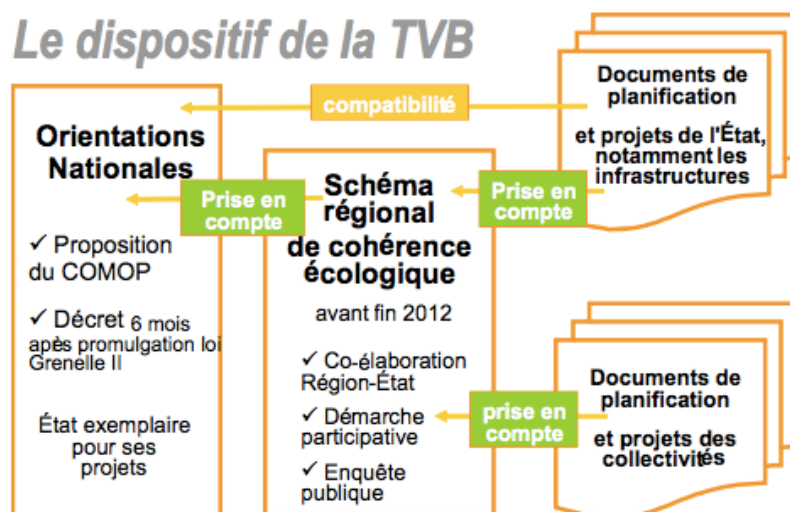 Le dispositif de la TVB
compatibilité
Orientations
Nationales
✓ Proposition
du COMOP
✓ Décret 6 mois
apès promulgation loi
Grenelle II
État exemplaire
pour ses
projets
Prise en
compte
Schéma
régional
de cohérence
écologique
avant fin 2012
✓ Co-élaboration
Région-État
✓ Démarche
participative
✓ Enquête
publique
Prise en
compte
Documents de
planification
et projets de l'État,
notamment les
infrastructures
prise en
compte
Documents de
planification
et projets des
collectivités